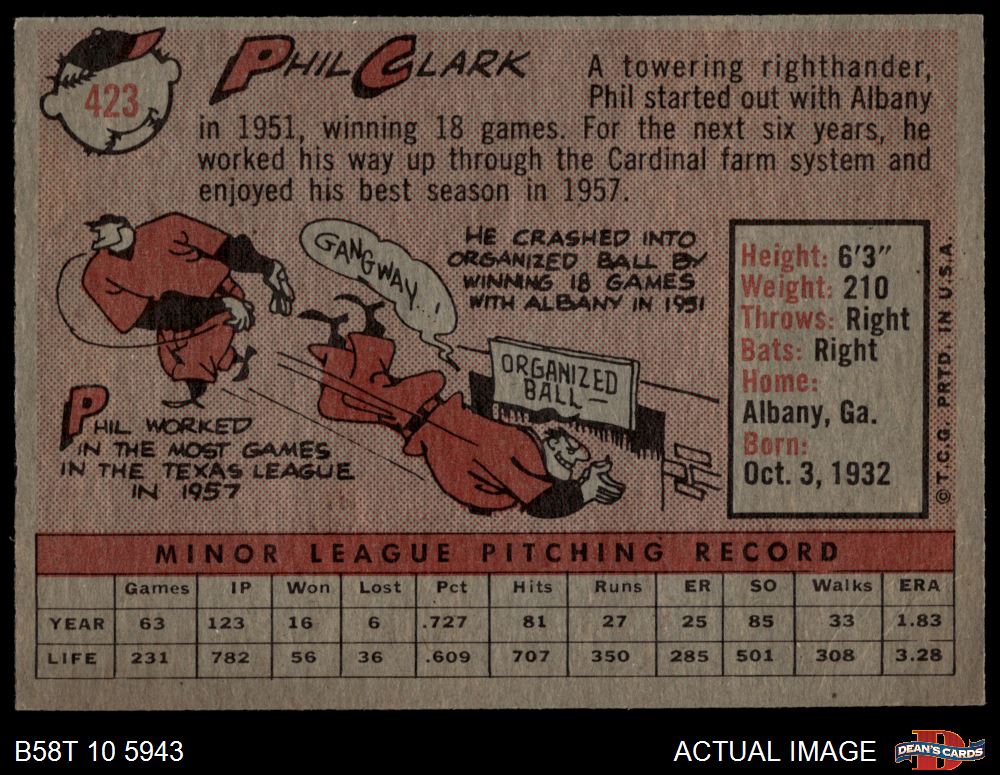 423
PHIL CLARK
A towering righthander,
Phil started out with Albany
in 1951, winning 18 games. For the next six years, he
worked his way up through the Cardinal farm system and
enjoyed his best season in 1957.
GANGWAY..!
HE CRASHED INTO
ORGANIZED BALL BY
WINNING 18 GAMES
WITH ALBANY IN 1951
ORGANIZED
BALL—
PHIL WORKED
IN THE MOST GAMES
IN THE TEXAS LEAGUE
IN 1957
Height: 6'3"
Weight: 210
Throws: Right
Bats: Right
Home:
Albany, Ga.
Born:
Oct. 3, 1932
© T.C.G. PRTD. IN U.S.A.
MINOR LEAGUE PITCHING RECORD
Games IP Won Lost Pct Hits Runs ER SO Walks ERA
YEAR 63 123 16 6 .727 81 27 25 85 33 1.83
LIFE 231 782 56 36 .609 707 350 285 501 308 3.28
B58T 10 5943
ACTUAL IMAGE
DEAN'S CARDS